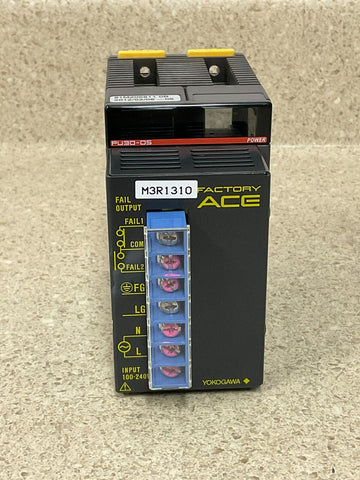 PU30-0S
POWER
M3R1310
FACTORY
ACE
FAIL
OUTPUT
FAIL1
COM
FAIL2
FG
LG
N
L
INPUT
100-240V
YOKOGAWA